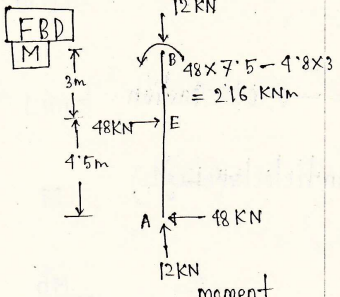 12 KN
FBD
M
B 48×7.5 - 4.8×3
= 216 KNm
3m
48KN E
4.5m
A 48 KN
12KN
moment